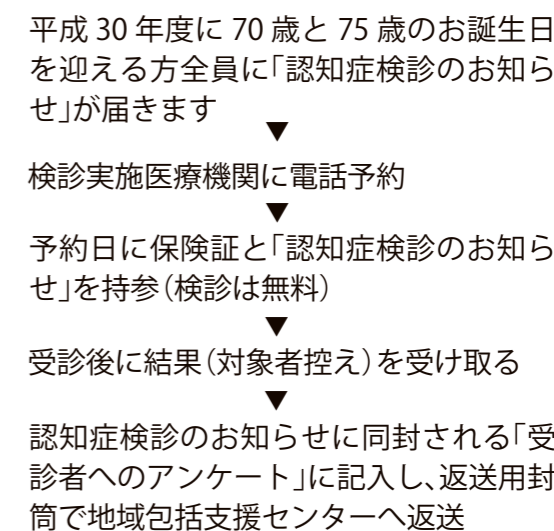 平成 30 年度に 70 歳と 75 歳のお誕生日
を迎える方全員に「認知症検診のお知ら
せ」が届きます
▼
検診実施医療機関に電話予約
▼
予約日に保険証と「認知症検診のお知ら
せ」を持参（検診は無料）
▼
受診後に結果（対象者控え）を受け取る
▼
認知症検診のお知らせに同封される「受
診者へのアンケート」に記入し、返送用封
筒で地域包括支援センターへ返送